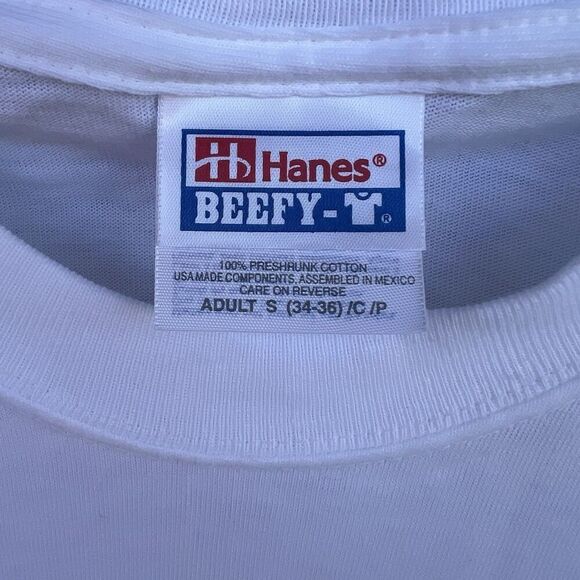 Hanes®
BEEFY-T®
100% PRESHRUNK COTTON
USA MADE COMPONENTS, ASSEMBLED IN MEXICO
CARE ON REVERSE
ADULT S (34-36) /C /P